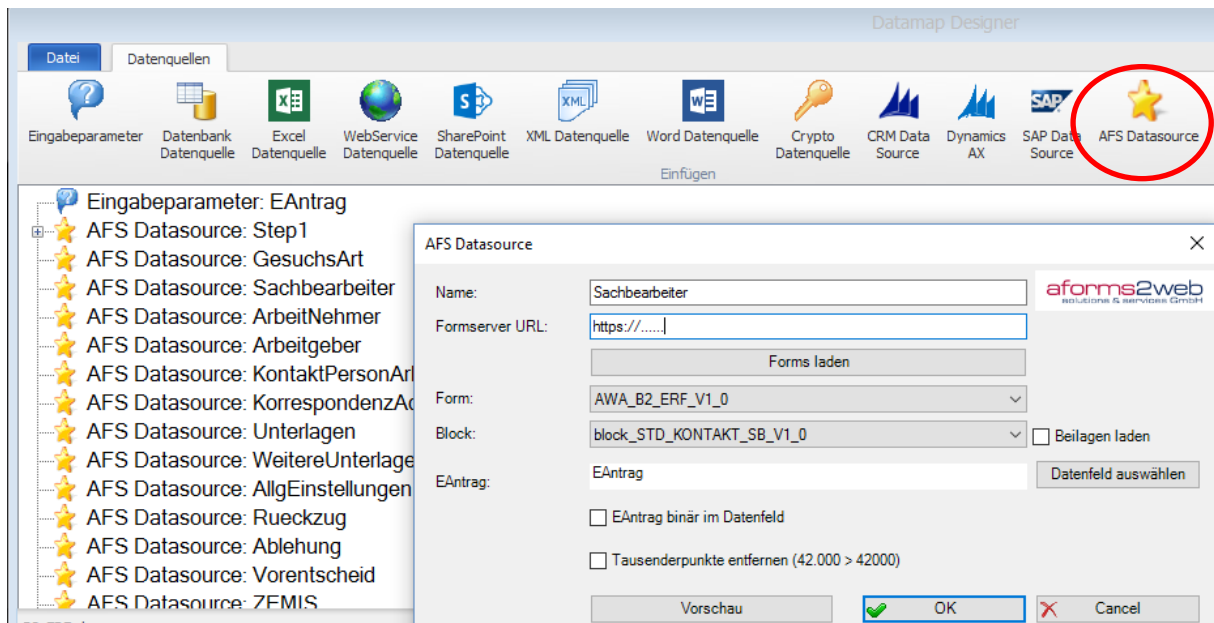 Datamap Designer
Datei Datenquellen
Eingabeparameter Datenbank Excel WebService SharePoint XML Datenquelle Word Datenquelle Crypto CRM Data Dynamics SAP Data AFS Datasource
Datenquelle Datenquelle Datenquelle Datenquelle Datenquelle Source AX Source
Einfügen
Eingabeparameter: EAntrag
AFS Datasource: Step1
AFS Datasource: GesuchsArt
AFS Datasource: Sachbearbeiter
AFS Datasource: ArbeitNehmer
AFS Datasource: Arbeitgeber
AFS Datasource: KontaktPersonArl
AFS Datasource: KorrespondenzAd
AFS Datasource: Unterlagen
AFS Datasource: WeitereUnterlage
AFS Datasource: AllgEinstellungen
AFS Datasource: Rueckzug
AFS Datasource: Ablehung
AFS Datasource: Vorentscheid
AFS Datasource: ZEMIS
AFS Datasource
Name: Sachbearbeiter
aforms2web
solutions & services GmbH
Formserver URL: https://......
Forms laden
Form: AWA_B2_ERF_V1_0
Block: block_STD_KONTAKT_SB_V1_0 Beilagen laden
EAntrag: EAntrag Datenfeld auswählen
EAntrag binär im Datenfeld
Tausenderpunkte entfernen (42.000 > 42000)
Vorschau OK Cancel